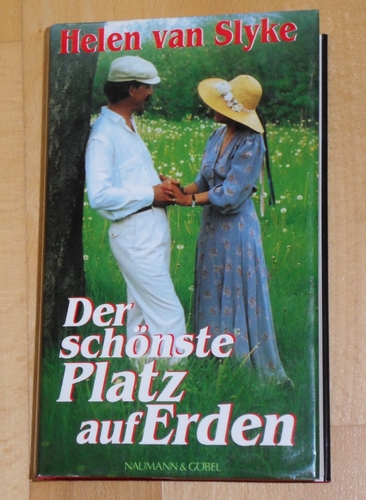 Helen van Slyke
Der
schönste
Platz
auf Erden
NAUMANN & GÖBEL